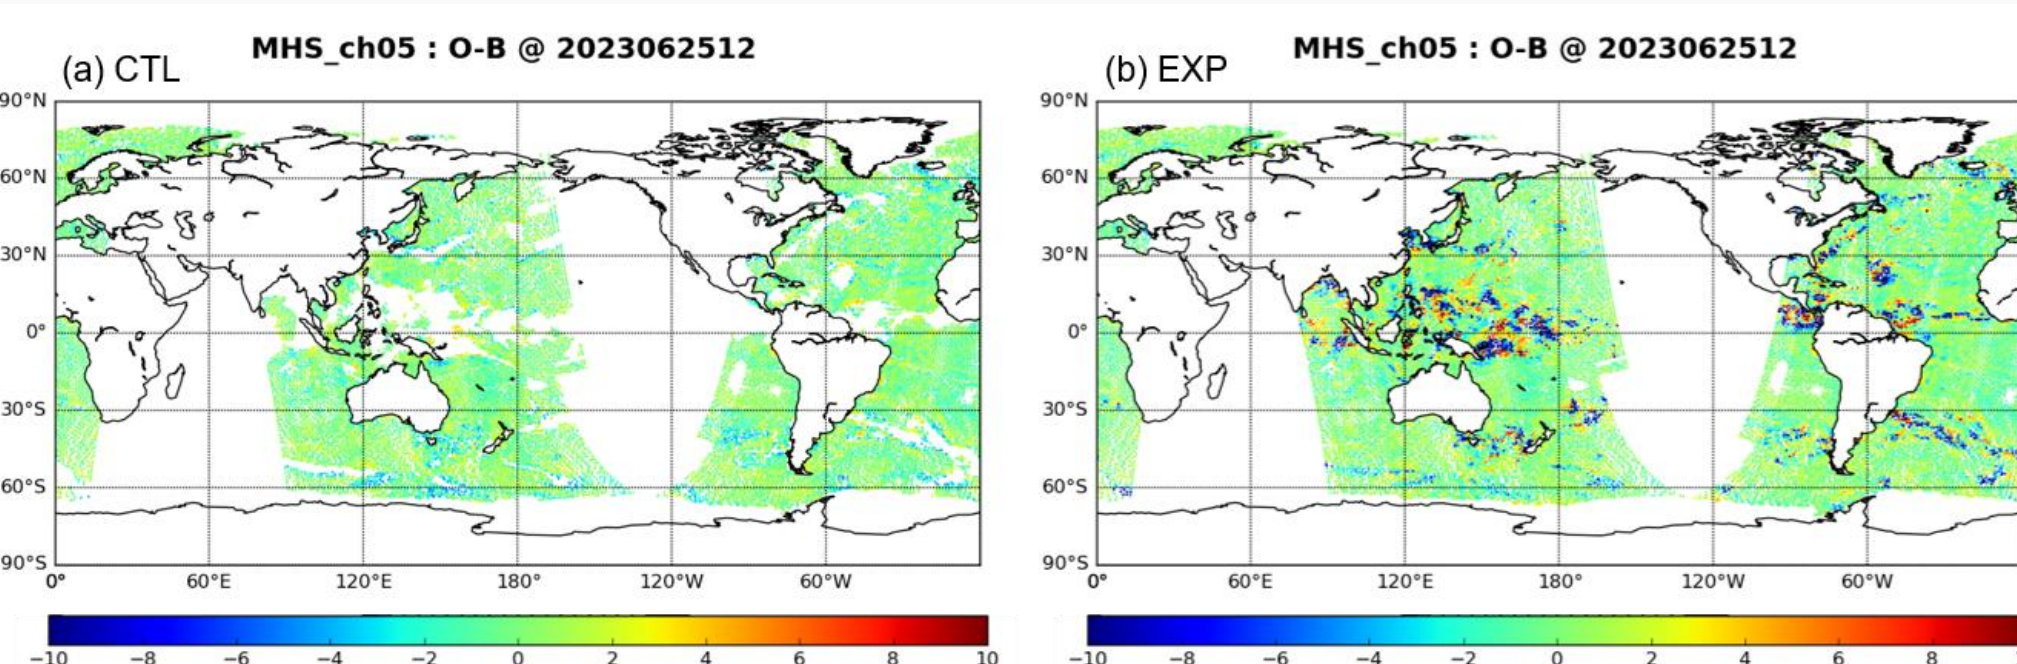 MHS_ch05 : O-B @ 2023062512
(a) CTL
90°N
60°N
30°N
0°
30°S
60°S
90°S
0° 60°E 120°E 180° 120°W 60°W
−10 −8 −6 −4 −2 0 2 4 6 8 10
MHS_ch05 : O-B @ 2023062512
(b) EXP
90°N
60°N
30°N
0°
30°S
60°S
90°S
0° 60°E 120°E 180° 120°W 60°W
−10 −8 −6 −4 −2 0 2 4 6 8